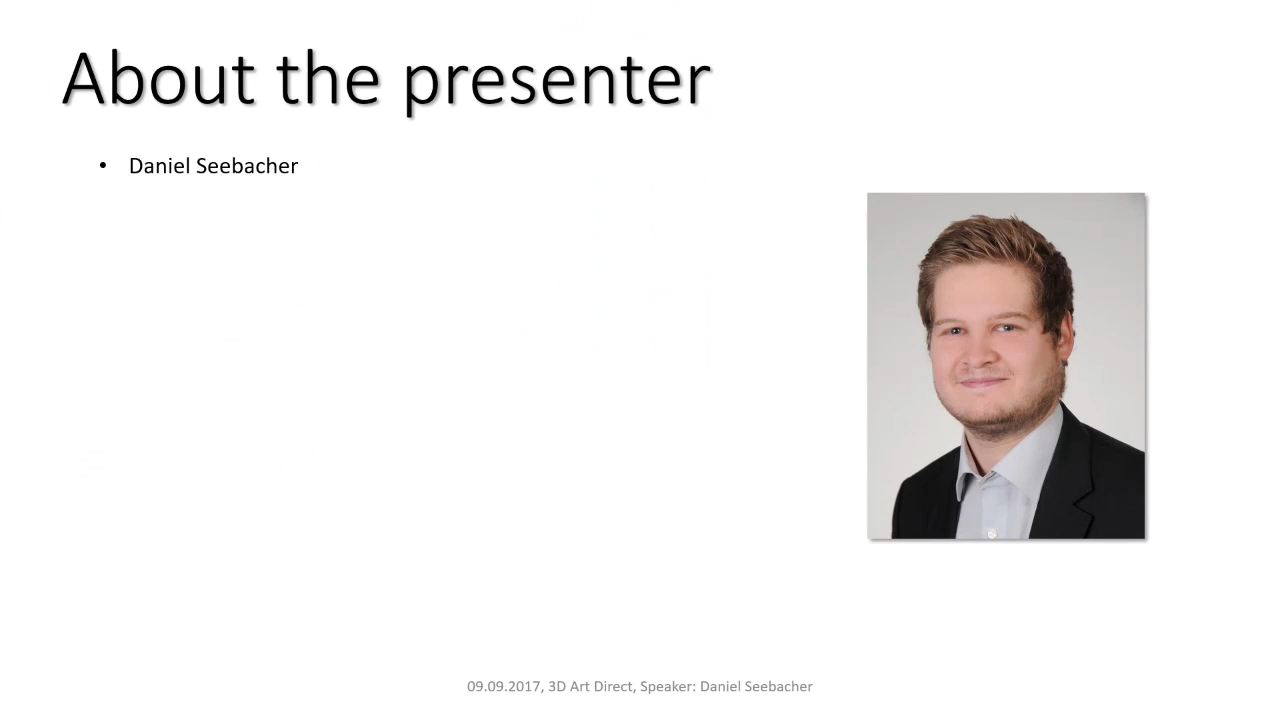 About the presenter
• Daniel Seebacher
09.09.2017, 3D Art Direct, Speaker: Daniel Seebacher